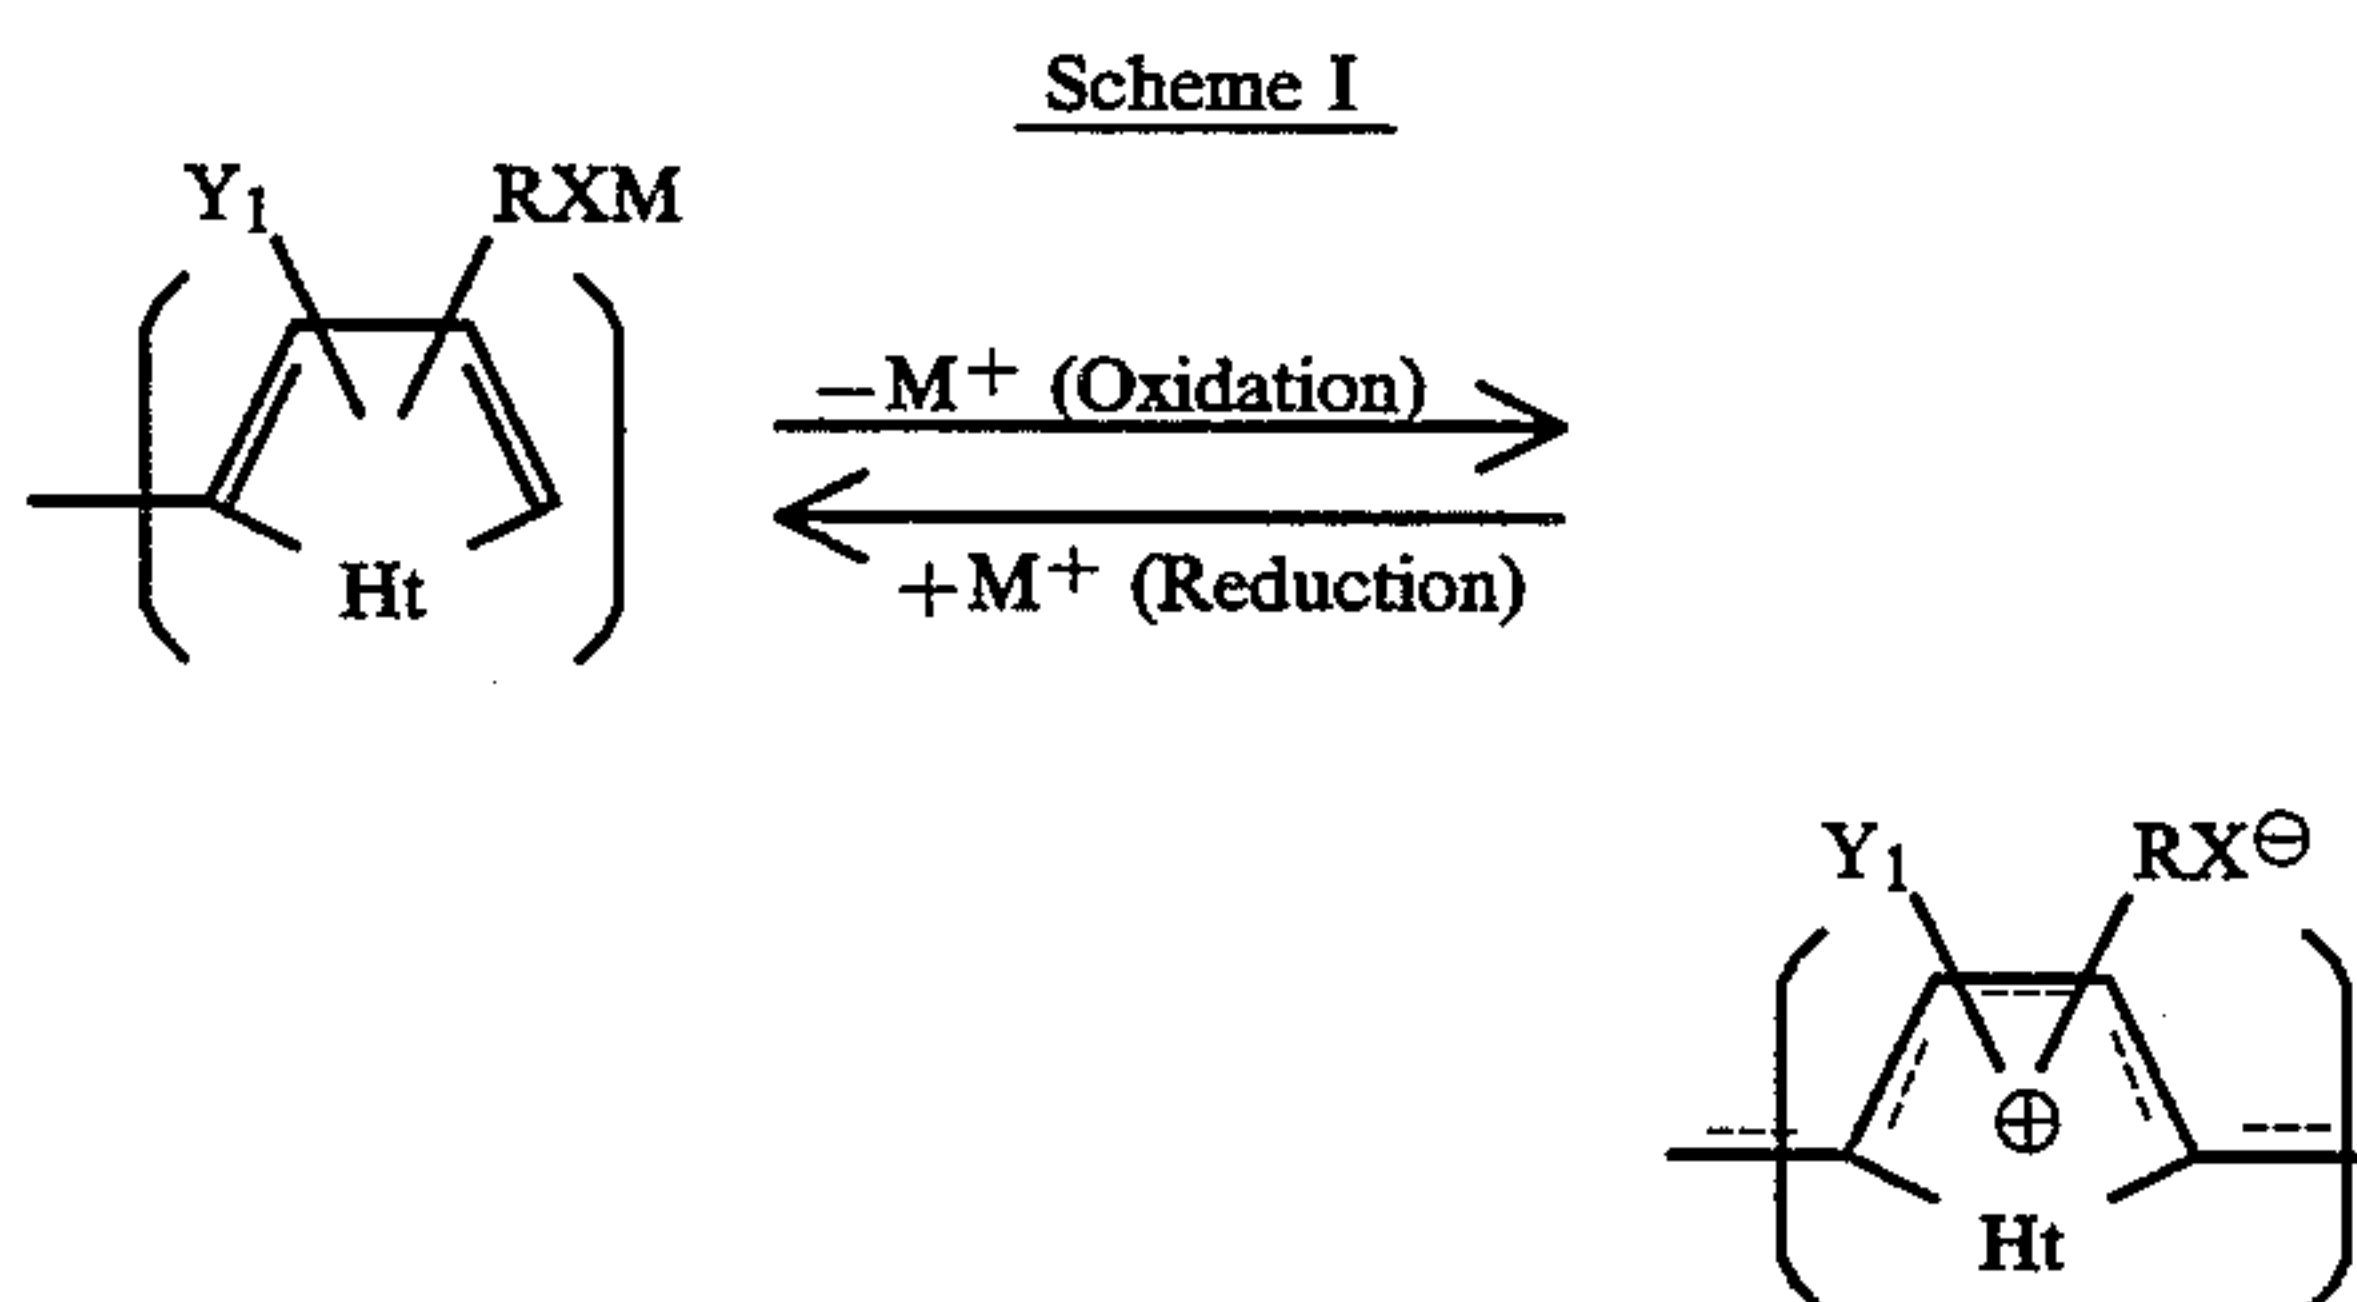 Scheme I
Y1 RXM
−M+ (Oxidation)
+M+ (Reduction)
Ht
Y1 RX⊖
⊕
Ht